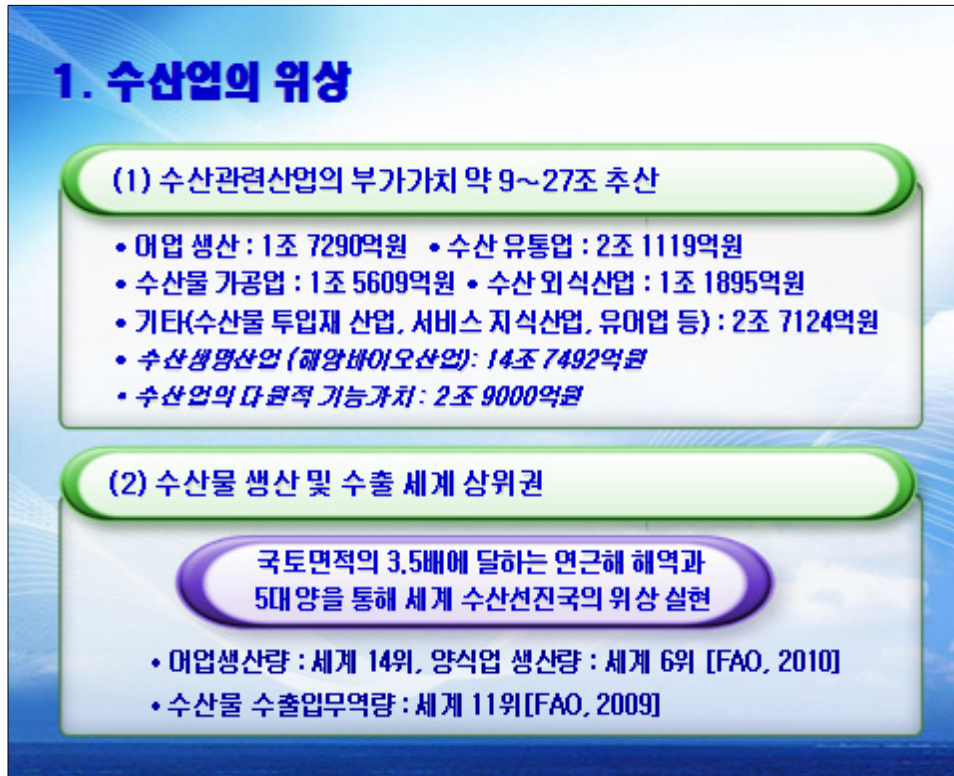 1. 수산업의 위상
(1) 수산관련산업의 부가가치 약 9~27조 추산
• 어업 생산 : 1조 7290억원 • 수산 유통업 : 2조 1119억원
• 수산물 가공업 : 1조 5609억원 • 수산 외식산업 : 1조 1895억원
• 기타(수산물 투입재 산업, 서비스 지식산업, 유어업 등) : 2조 7124억원
• 수산생명산업 (해양바이오산업): 14조 7492억원
• 수산업의 다원적 기능가치 : 2조 9000억원
(2) 수산물 생산 및 수출 세계 상위권
국토면적의 3.5배에 달하는 연근해 해역과
5대양을 통해 세계 수산선진국의 위상 실현
• 어업생산량 : 세계 14위, 양식업 생산량 : 세계 6위 [FAO, 2010]
• 수산물 수출입무역량 : 세계 11위[FAO, 2009]